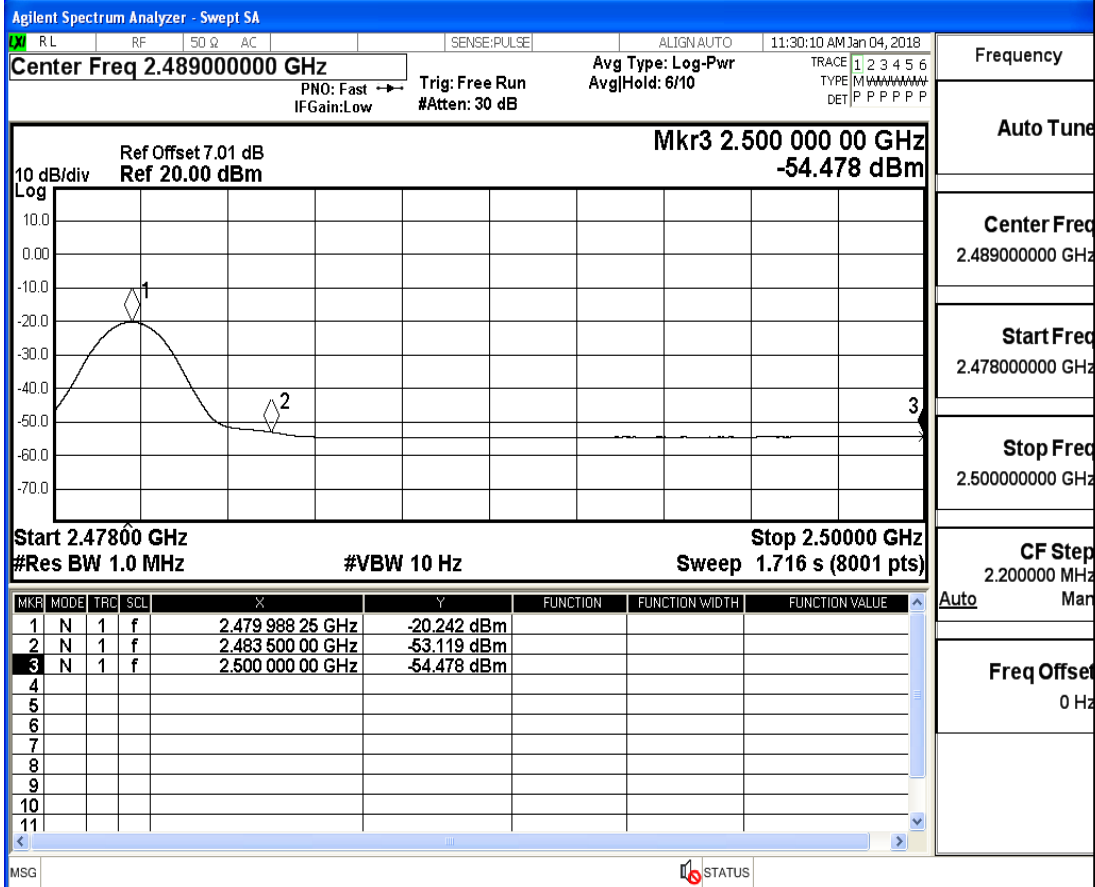 Agilent Spectrum Analyzer - Swept SA
LXI RL RF 50 Ω AC SENSE:PULSE ALIGN AUTO 11:30:10 AM Jan 04, 2018
Center Freq 2.489000000 GHz
PNO: Fast
IFGain:Low
Trig: Free Run
#Atten: 30 dB
Avg Type: Log-Pwr
Avg|Hold: 6/10
TRACE 1 2 3 4 5 6
TYPE M WWWWW
DET P P P P P P
Mkr3 2.500 000 00 GHz
-54.478 dBm
Ref Offset 7.01 dB
10 dB/div Ref 20.00 dBm
Log
10.0
0.00
-10.0
-20.0
-30.0
-40.0
-50.0
-60.0
-70.0
1
2
3
Start 2.47800 GHz Stop 2.50000 GHz
#Res BW 1.0 MHz #VBW 10 Hz Sweep 1.716 s (8001 pts)
MKR MODE TRC SCL X Y FUNCTION FUNCTION WIDTH FUNCTION VALUE
1 N 1 f 2.479 988 25 GHz -20.242 dBm
2 N 1 f 2.483 500 00 GHz -53.119 dBm
3 N 1 f 2.500 000 00 GHz -54.478 dBm
4
5
6
7
8
9
10
11
MSG STATUS
Frequency
Auto Tune
Center Freq
2.489000000 GHz
Start Freq
2.478000000 GHz
Stop Freq
2.500000000 GHz
CF Step
2.200000 MHz
Auto Man
Freq Offset
0 Hz